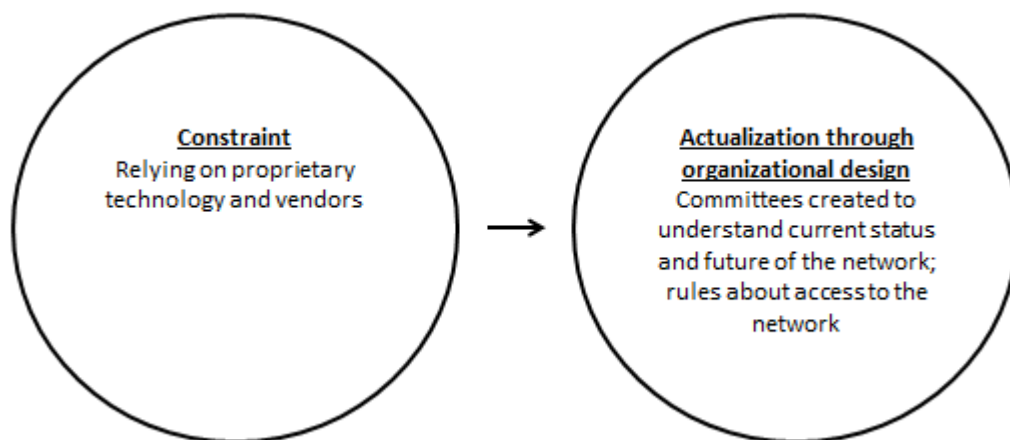 Constraint
Relying on proprietary
technology and vendors
Actualization through
organizational design
Committees created to
understand current status
and future of the network;
rules about access to the
network